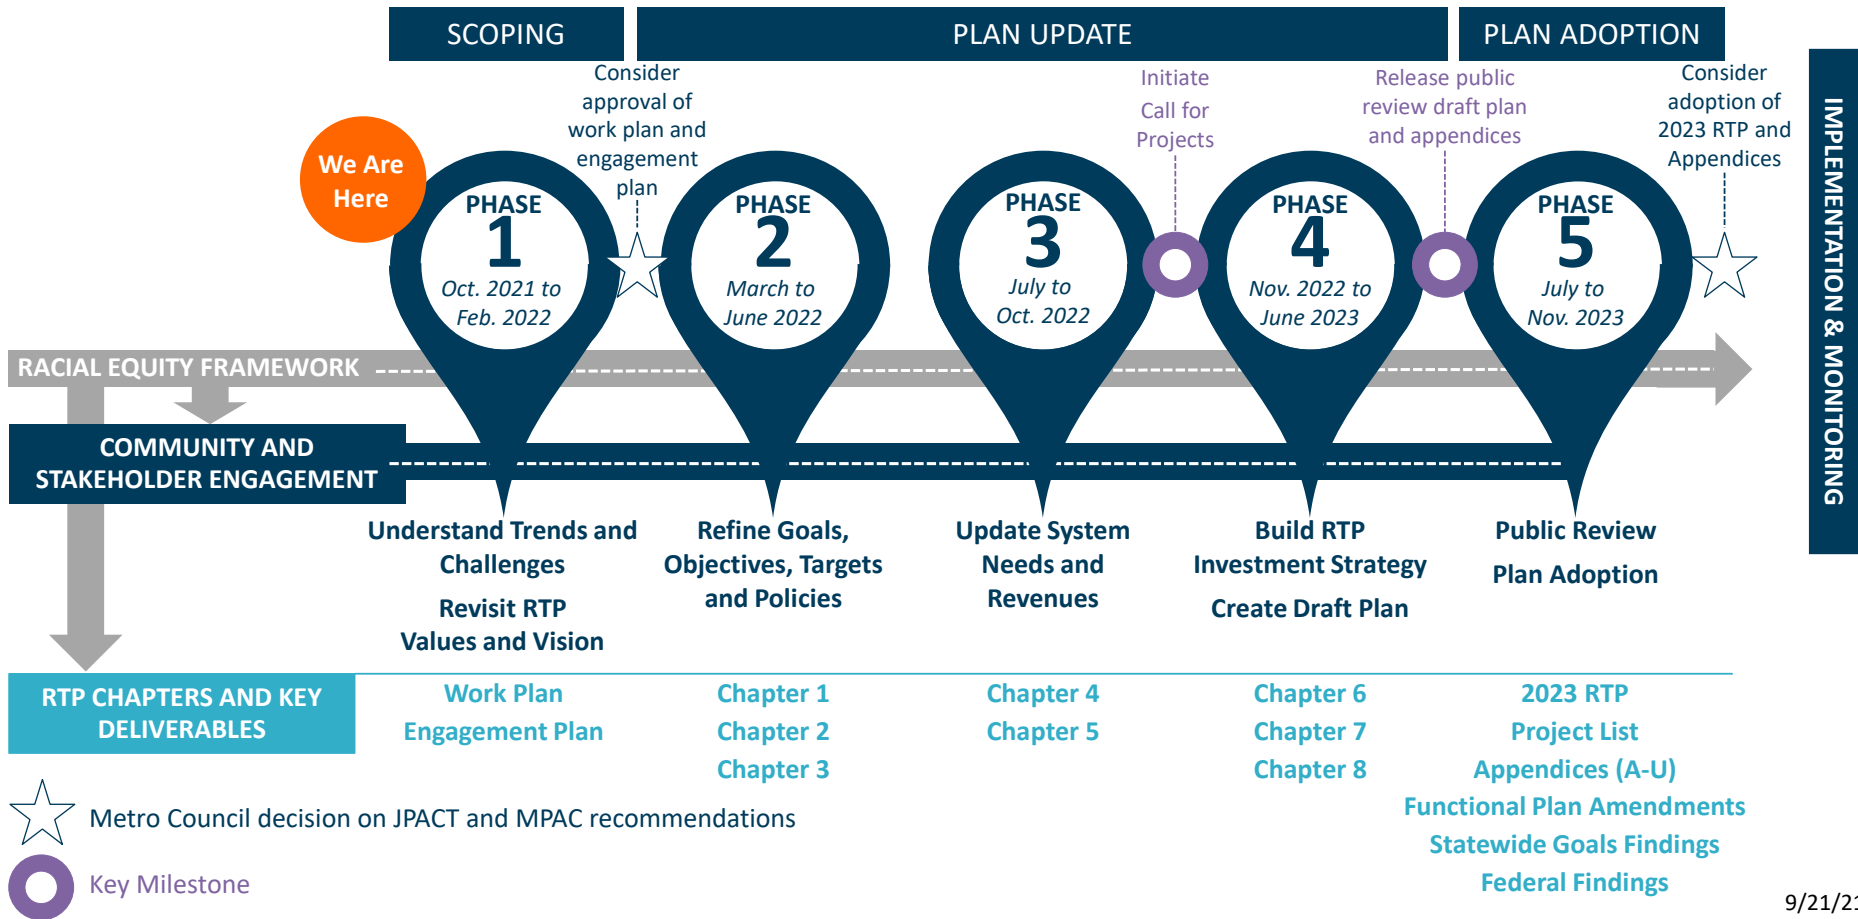 SCOPING
PLAN UPDATE
PLAN ADOPTION
Consider
approval of
work plan and
engagement
plan
Initiate
Call for
Projects
Release public
review draft plan
and appendices
Consider
adoption of
2023 RTP and
Appendices
IMPLEMENTATION & MONITORING
We Are
Here
PHASE
1
Oct. 2021 to
Feb. 2022
PHASE
2
March to
June 2022
PHASE
3
July to
Oct. 2022
PHASE
4
Nov. 2022 to
June 2023
PHASE
5
July to
Nov. 2023
RACIAL EQUITY FRAMEWORK
COMMUNITY AND
STAKEHOLDER ENGAGEMENT
Understand Trends and
Challenges
Revisit RTP
Values and Vision
Refine Goals,
Objectives, Targets
and Policies
Update System
Needs and
Revenues
Build RTP
Investment Strategy
Create Draft Plan
Public Review
Plan Adoption
RTP CHAPTERS AND KEY
DELIVERABLES
Work Plan
Engagement Plan
Chapter 1
Chapter 2
Chapter 3
Chapter 4
Chapter 5
Chapter 6
Chapter 7
Chapter 8
2023 RTP
Project List
Appendices (A-U)
Functional Plan Amendments
Statewide Goals Findings
Federal Findings
Metro Council decision on JPACT and MPAC recommendations
Key Milestone
9/21/21